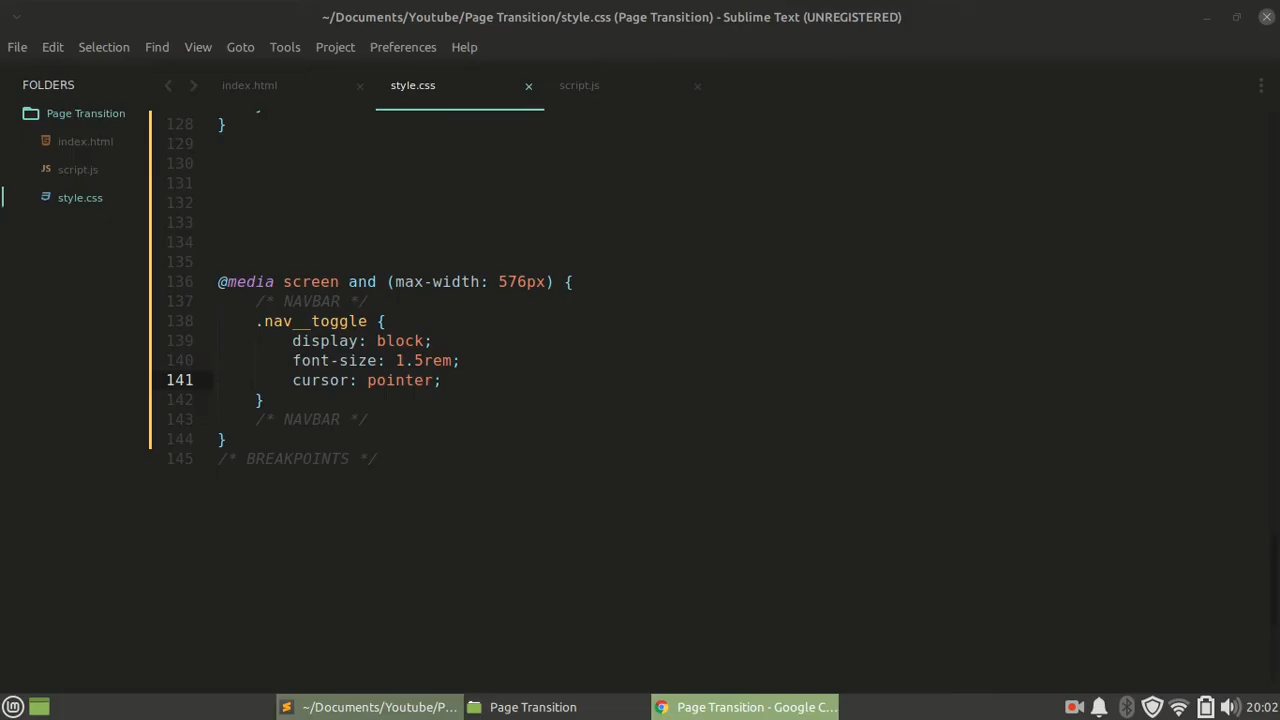 ~/Documents/Youtube/Page Transition/style.css (Page Transition) - Sublime Text (UNREGISTERED)
File Edit Selection Find View Goto Tools Project Preferences Help
FOLDERS
Page Transition
index.html
JS script.js
style.css
index.html style.css script.js
128 }
129
130
131
132
133
134
135
136 @media screen and (max-width: 576px) {
137 /* NAVBAR */
138 .nav__toggle {
139 display: block;
140 font-size: 1.5rem;
141 cursor: pointer;
142 }
143 /* NAVBAR */
144 }
145 /* BREAKPOINTS */
~/Documents/Youtube/P... Page Transition Page Transition - Google C... 20:02